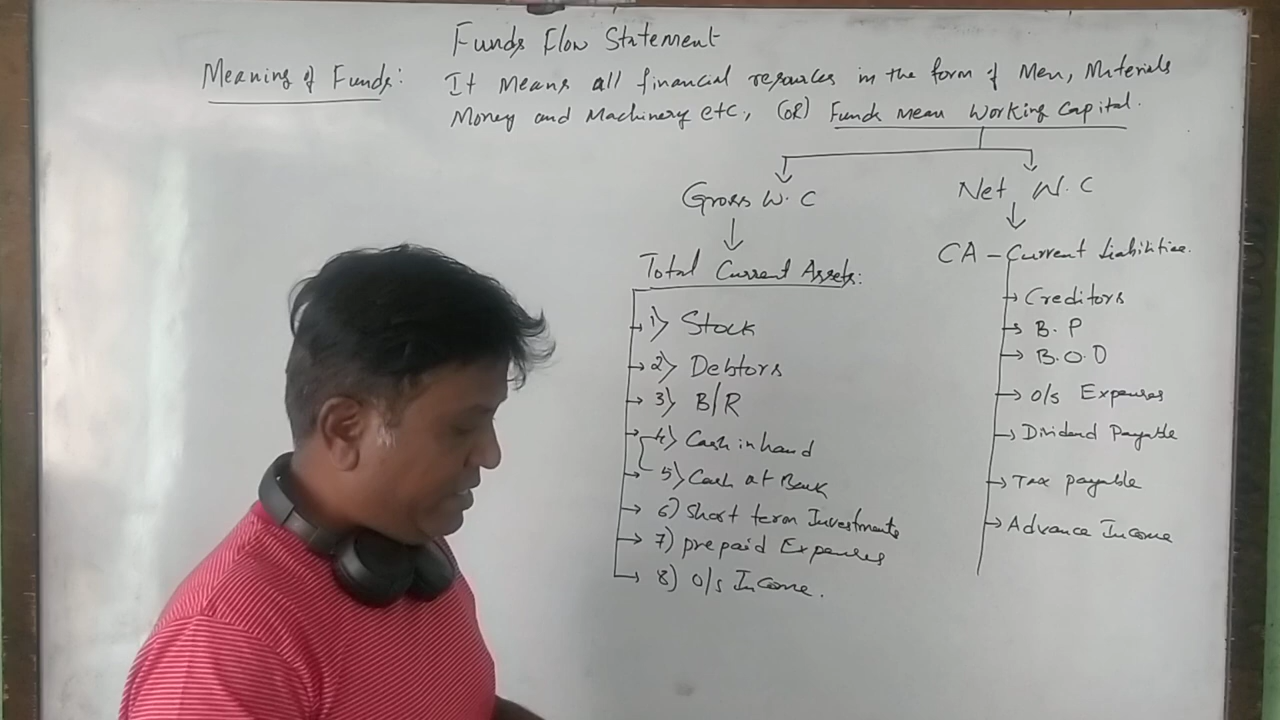 Funds Flow Statement
Meaning of Funds: It Means all financial resources in the form of Men, Materials
Money and Machinery etc., (OR) Funds mean Working Capital.
Gross W.C
Net W.C
Total Current Assets:
CA - Current Liabilities.
1) Stock
2) Debtors
3) B/R
4) Cash in hand
5) Cash at Bank
6) Short term Investments
7) prepaid Expenses
8) O/s Income.
Creditors
B.P
B.O.D
O/s Expenses
Dividend Payable
Tax payable
Advance Income